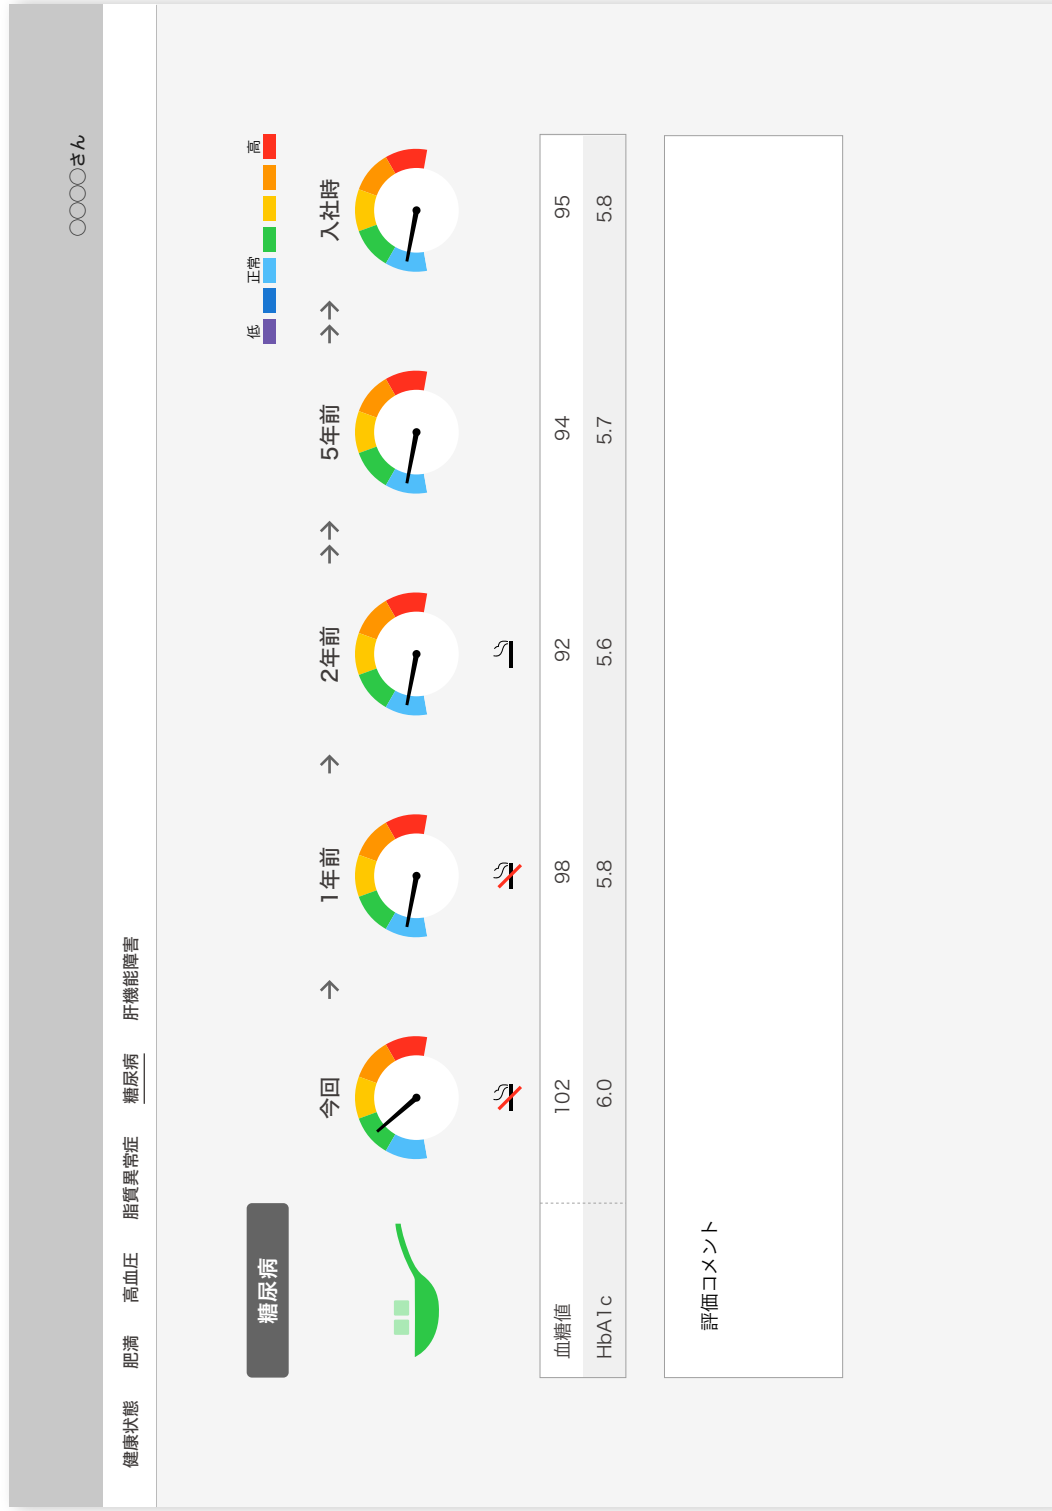 ○○○○さん
健康状態 肥満 高血圧 脂質異常症 糖尿病 肝機能障害
糖尿病
低 正常 高
今回 1年前 2年前 5年前 入社時
血糖値 102 98 92 94 95
HbA1c 6.0 5.8 5.6 5.7 5.8
評価コメント